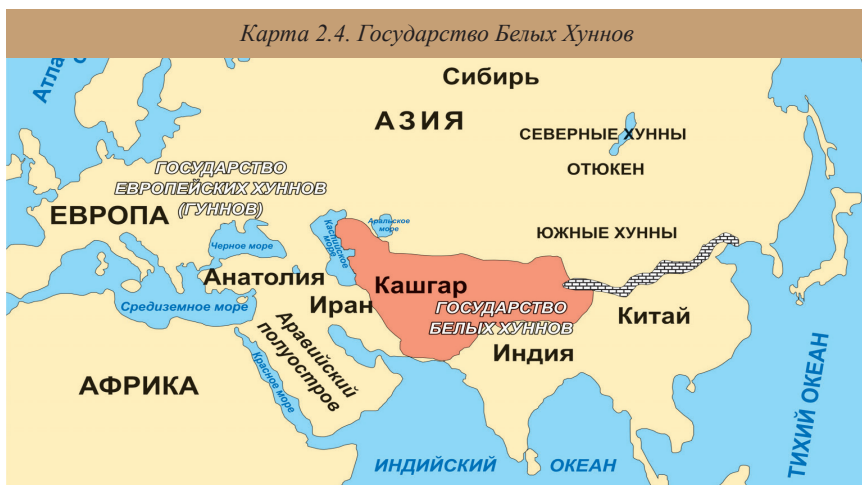 Карта 2.4. Государство Белых Хуннов
Сибирь
АЗИЯ
СЕВЕРНЫЕ ХУННЫ
ОТЮКЕН
ГОСУДАРСТВО
ЕВРОПЕЙСКИХ ХУННОВ
(ГУННОВ)
ЕВРОПА
Аральское
море
ЮЖНЫЕ ХУННЫ
Черное море
Каспийское
море
Анатолия
Кашгар
Иран
Средиземное море
ГОСУДАРСТВО
БЕЛЫХ ХУННОВ
Китай
Аравийский
полуостров
Индия
Красное море
АФРИКА
ТИХИЙ ОКЕАН
ИНДИЙСКИЙ ОКЕАН